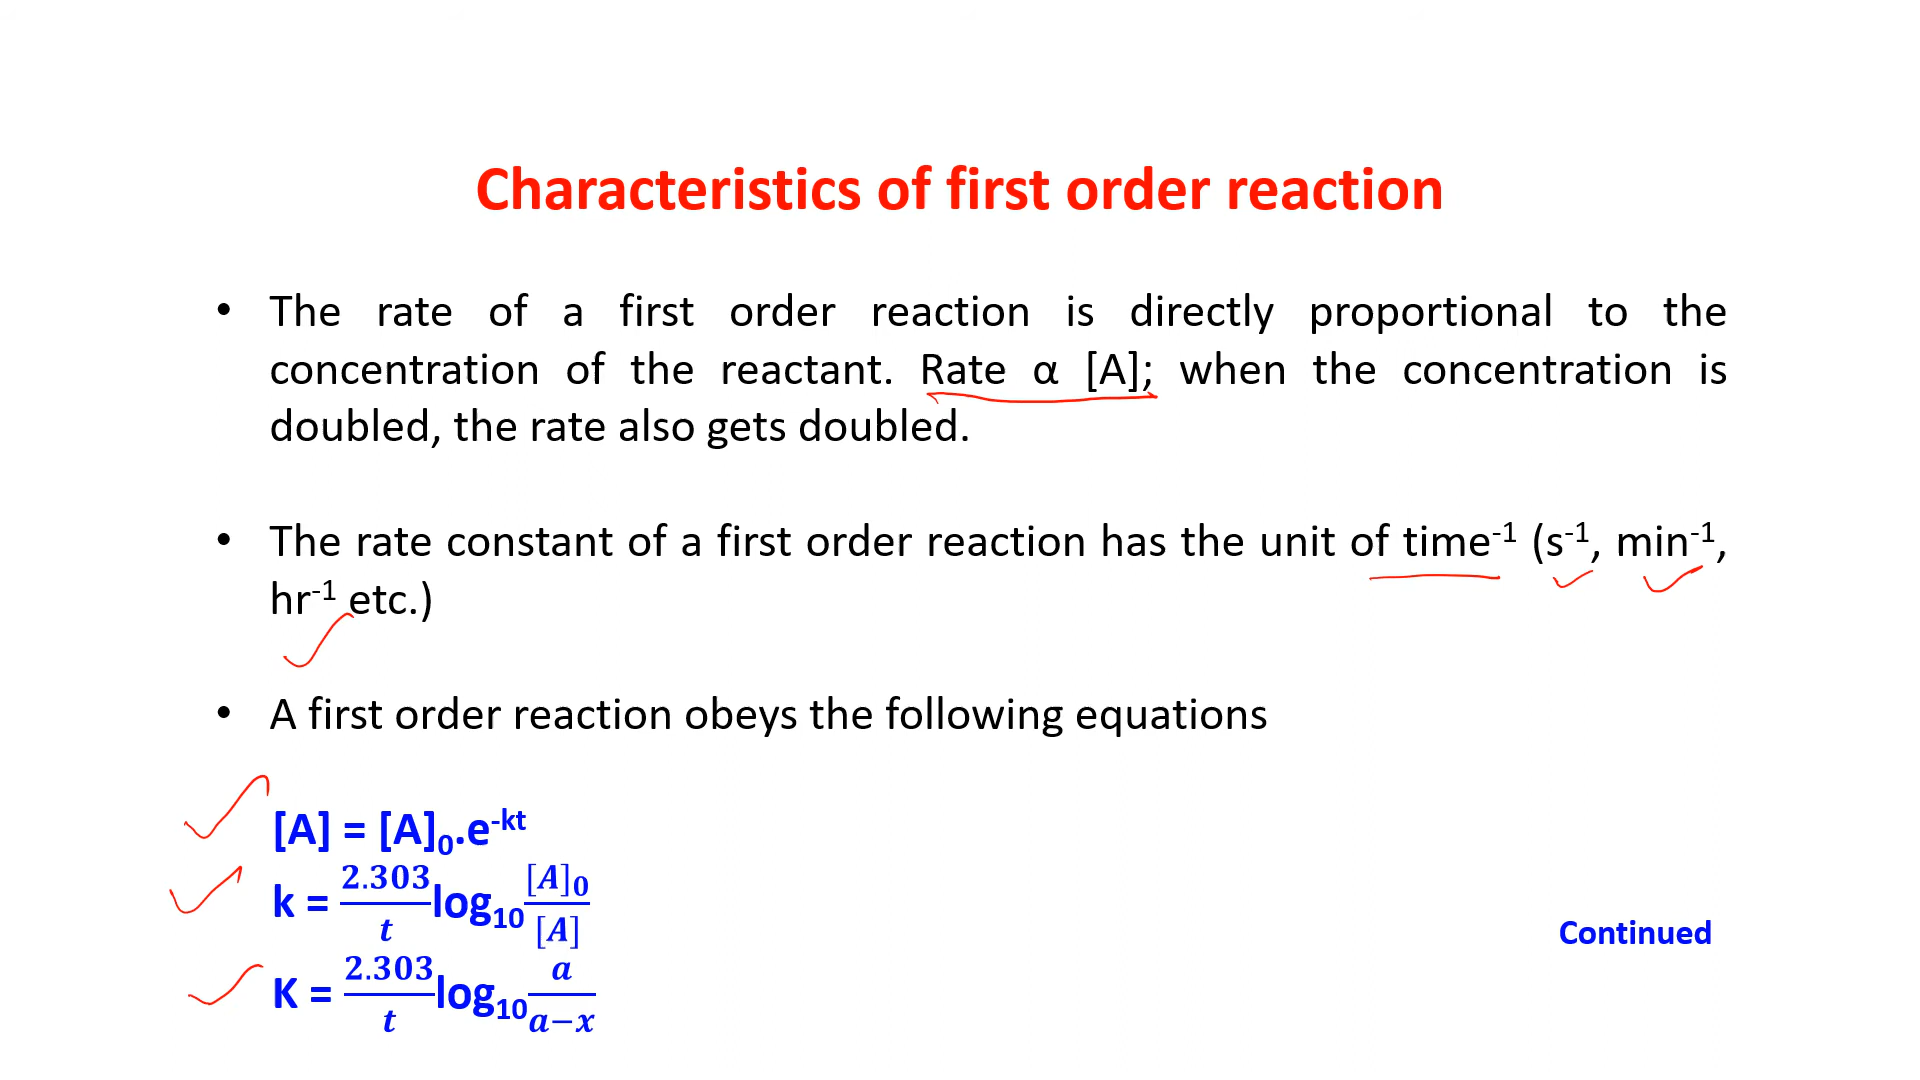 Characteristics of first order reaction
• The rate of a first order reaction is directly proportional to the
concentration of the reactant. Rate α [A]; when the concentration is
doubled, the rate also gets doubled.
• The rate constant of a first order reaction has the unit of time⁻¹ (s⁻¹, min⁻¹,
hr⁻¹ etc.)
• A first order reaction obeys the following equations
[A] = [A]₀.e⁻ᵏᵗ
k = 2.303/t log₁₀ [A]₀/[A]
K = 2.303/t log₁₀ a/a−x
Continued